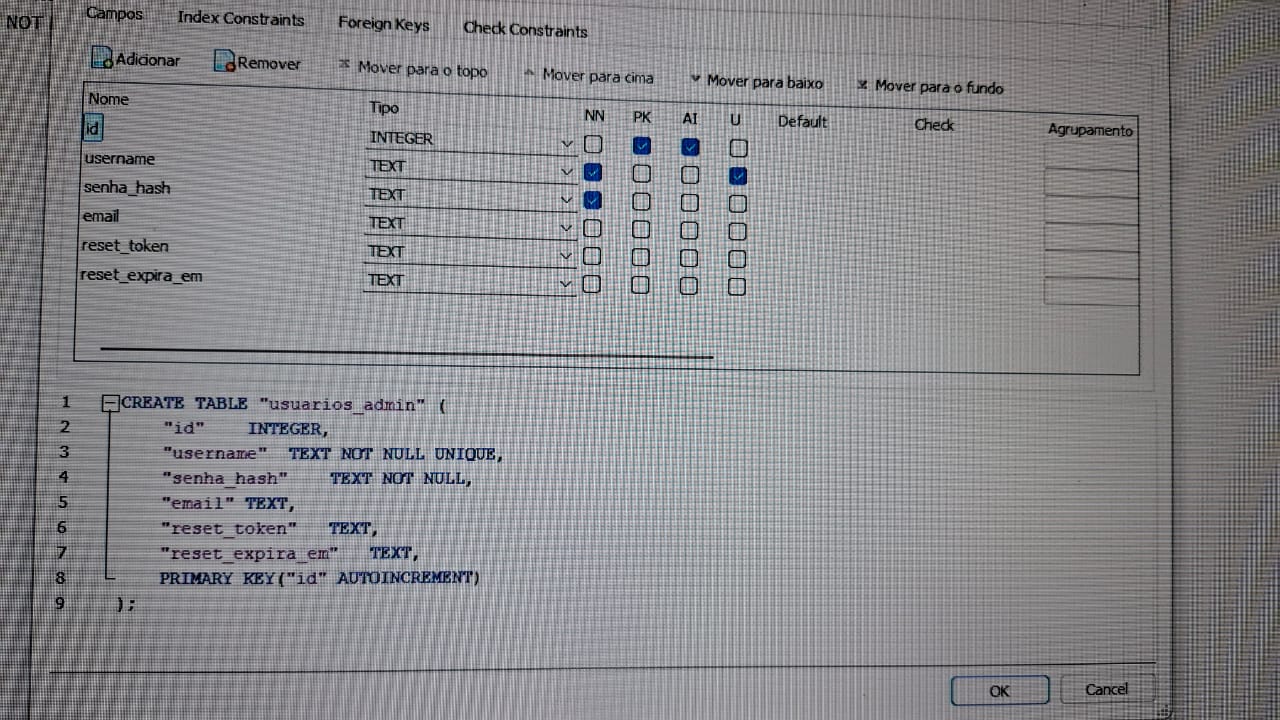 NOT
Campos Index Constraints Foreign Keys Check Constraints
Adicionar Remover Mover para o topo Mover para cima Mover para baixo Mover para o fundo
Nome Tipo NN PK AI U Default Check Agrupamento
id INTEGER
username TEXT
senha_hash TEXT
email TEXT
reset_token TEXT
reset_expira_em TEXT
1 CREATE TABLE "usuarios_admin" (
2 "id" INTEGER,
3 "username" TEXT NOT NULL UNIQUE,
4 "senha_hash" TEXT NOT NULL,
5 "email" TEXT,
6 "reset_token" TEXT,
7 "reset_expira_em" TEXT,
8 PRIMARY KEY("id" AUTOINCREMENT)
9 );
OK Cancel